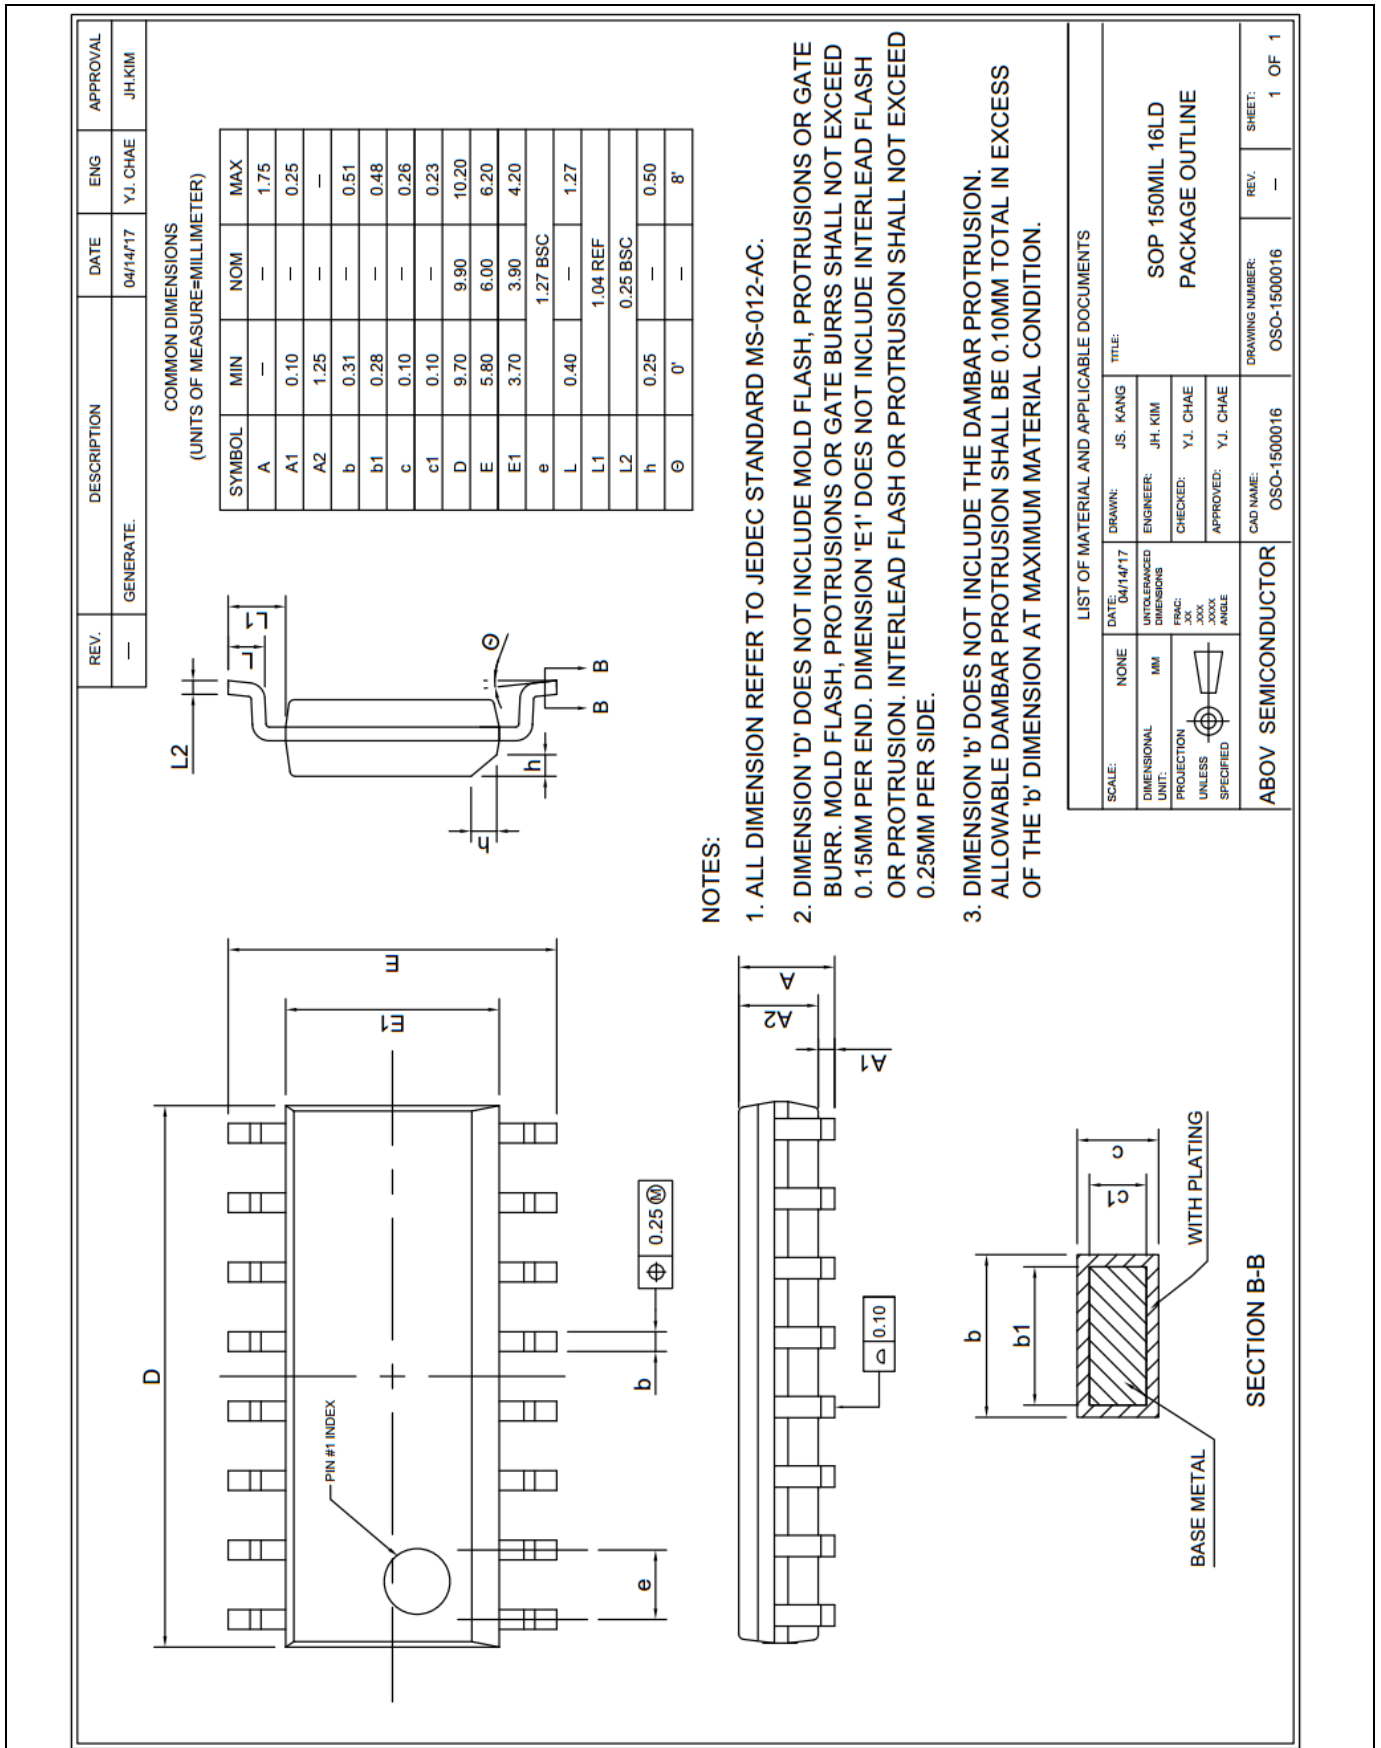 REV.	DESCRIPTION	DATE	ENG	APPROVAL
—	GENERATE.	04/14/'17	YJ. CHAE	JH.KIM
COMMON DIMENSIONS
(UNITS OF MEASURE=MILLIMETER)
SYMBOL	MIN	NOM	MAX
A	—	—	1.75
A1	0.10	—	0.25
A2	1.25	—	—
b	0.31	—	0.51
b1	0.28	—	0.48
c	0.10	—	0.26
c1	0.10	—	0.23
D	9.70	9.90	10.20
E	5.80	6.00	6.20
E1	3.70	3.90	4.20
e	1.27 BSC
L	0.40	—	1.27
L1	1.04 REF
L2	0.25 BSC
h	0.25	—	0.50
Θ	0'	—	8'
D
E
E1
PIN #1 INDEX
e
b
0.25 Ⓜ
L2
L
L1
h
h
Θ
B B
A
A2
A1
0.10
NOTES:
1. ALL DIMENSION REFER TO JEDEC STANDARD MS-012-AC.
2. DIMENSION 'D' DOES NOT INCLUDE MOLD FLASH, PROTRUSIONS OR GATE
BURR. MOLD FLASH, PROTRUSIONS OR GATE BURRS SHALL NOT EXCEED
0.15MM PER END. DIMENSION 'E1' DOES NOT INCLUDE INTERLEAD FLASH
OR PROTRUSION. INTERLEAD FLASH OR PROTRUSION SHALL NOT EXCEED
0.25MM PER SIDE.
3. DIMENSION 'b' DOES NOT INCLUDE THE DAMBAR PROTRUSION.
ALLOWABLE DAMBAR PROTRUSION SHALL BE 0.10MM TOTAL IN EXCESS
OF THE 'b' DIMENSION AT MAXIMUM MATERIAL CONDITION.
b
b1
c
c1
BASE METAL
WITH PLATING
SECTION B-B
LIST OF MATERIAL AND APPLICABLE DOCUMENTS
SCALE: NONE
DATE: 04/14/'17
DRAWN: JS. KANG
TITLE:
SOP 150MIL 16LD
PACKAGE OUTLINE
DIMENSIONAL UNIT: MM
UNTOLERANCED DIMENSIONS
ENGINEER: JH. KIM
PROJECTION
UNLESS
SPECIFIED
FRAC:
.XX
.XXX
.XXXX
ANGLE
CHECKED: YJ. CHAE
APPROVED: YJ. CHAE
ABOV SEMICONDUCTOR
CAD NAME: OSO-1500016
DRAWING NUMBER: OSO-1500016
REV. —
SHEET: 1 OF 1